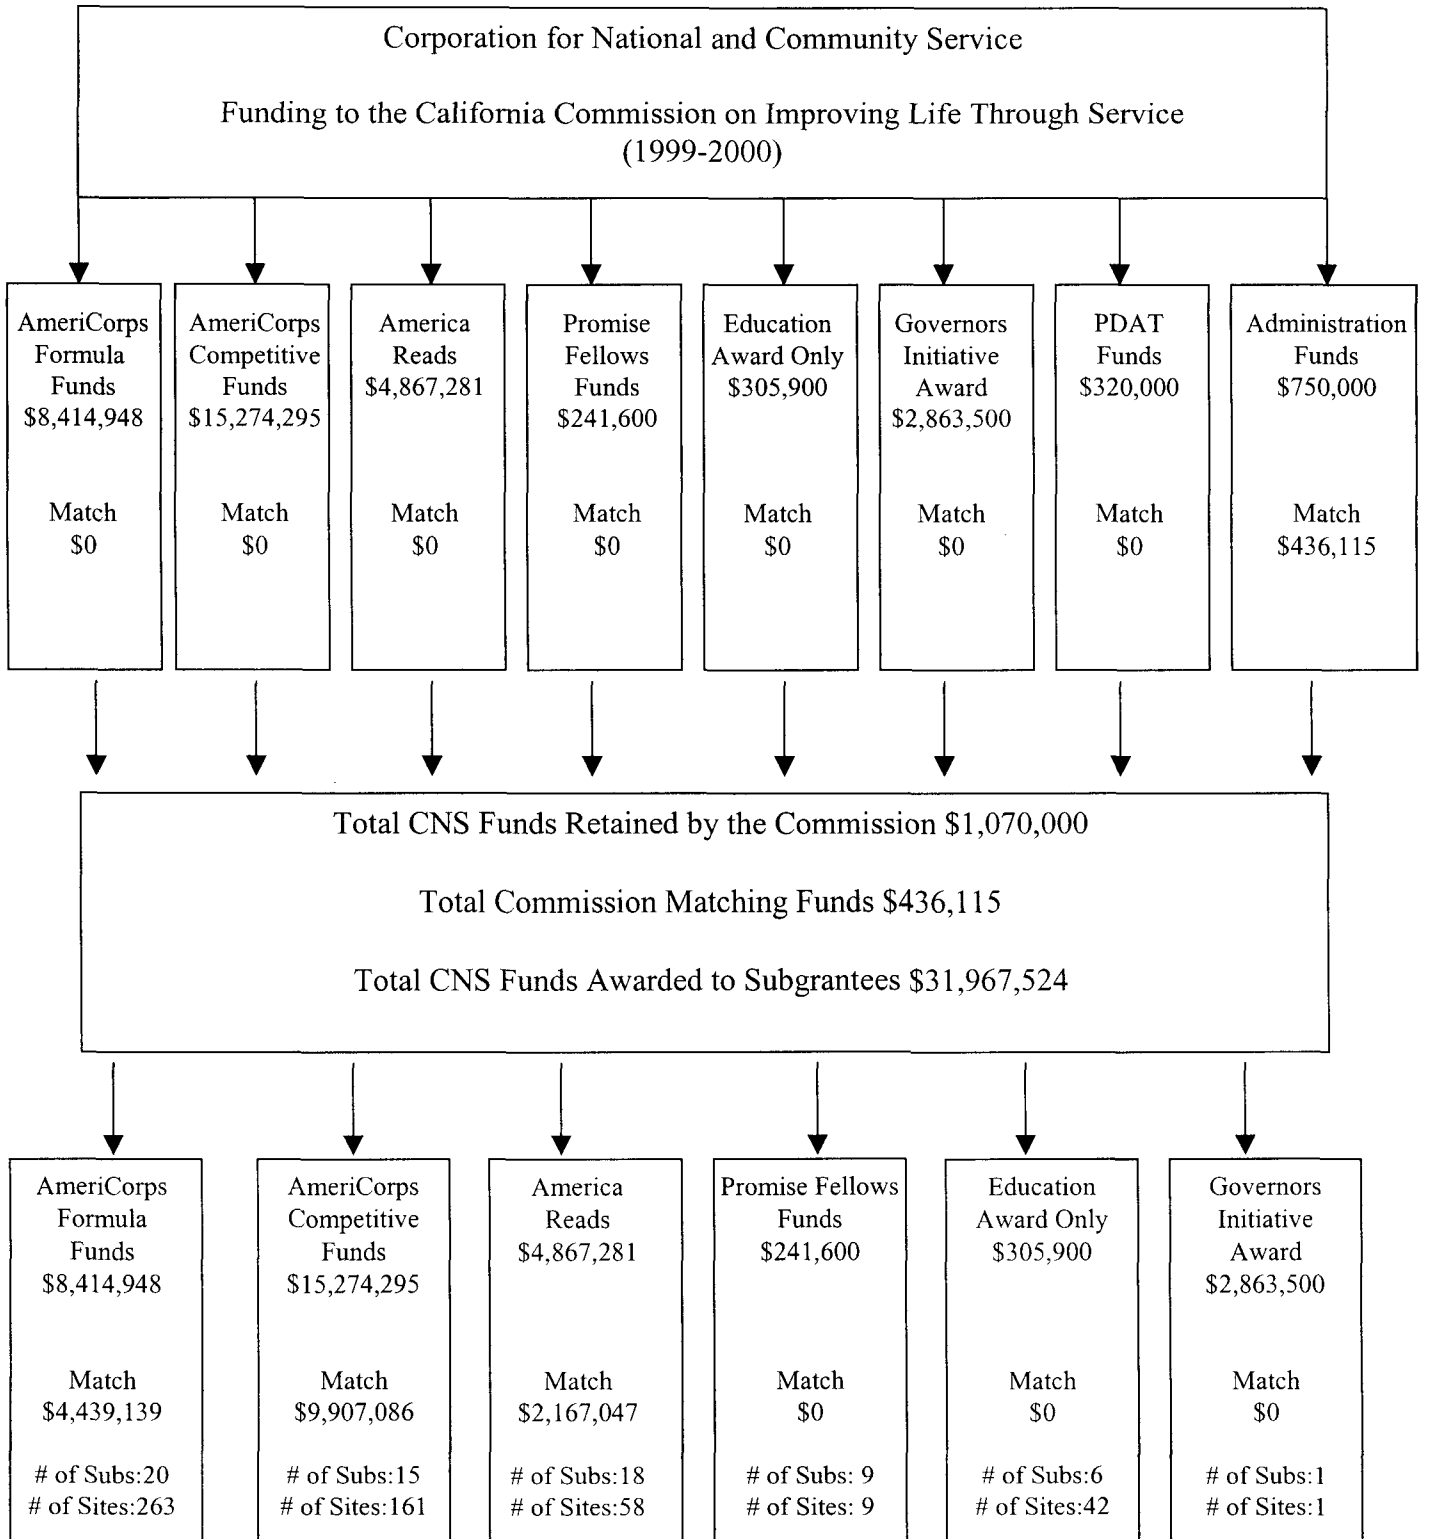 Corporation for National and Community Service
Funding to the California Commission on Improving Life Through Service
(1999-2000)
AmeriCorps
Formula
Funds
$8,414,948
Match
$0
AmeriCorps
Competitive
Funds
$15,274,295
Match
$0
America
Reads
$4,867,281
Match
$0
Promise
Fellows
Funds
$241,600
Match
$0
Education
Award Only
$305,900
Match
$0
Governors
Initiative
Award
$2,863,500
Match
$0
PDAT
Funds
$320,000
Match
$0
Administration
Funds
$750,000
Match
$436,115
Total CNS Funds Retained by the Commission $1,070,000
Total Commission Matching Funds $436,115
Total CNS Funds Awarded to Subgrantees $31,967,524
AmeriCorps
Formula
Funds
$8,414,948
Match
$4,439,139
# of Subs:20
# of Sites:263
AmeriCorps
Competitive
Funds
$15,274,295
Match
$9,907,086
# of Subs:15
# of Sites:161
America
Reads
$4,867,281
Match
$2,167,047
# of Subs:18
# of Sites:58
Promise Fellows
Funds
$241,600
Match
$0
# of Subs: 9
# of Sites: 9
Education
Award Only
$305,900
Match
$0
# of Subs:6
# of Sites:42
Governors
Initiative
Award
$2,863,500
Match
$0
# of Subs:1
# of Sites:1